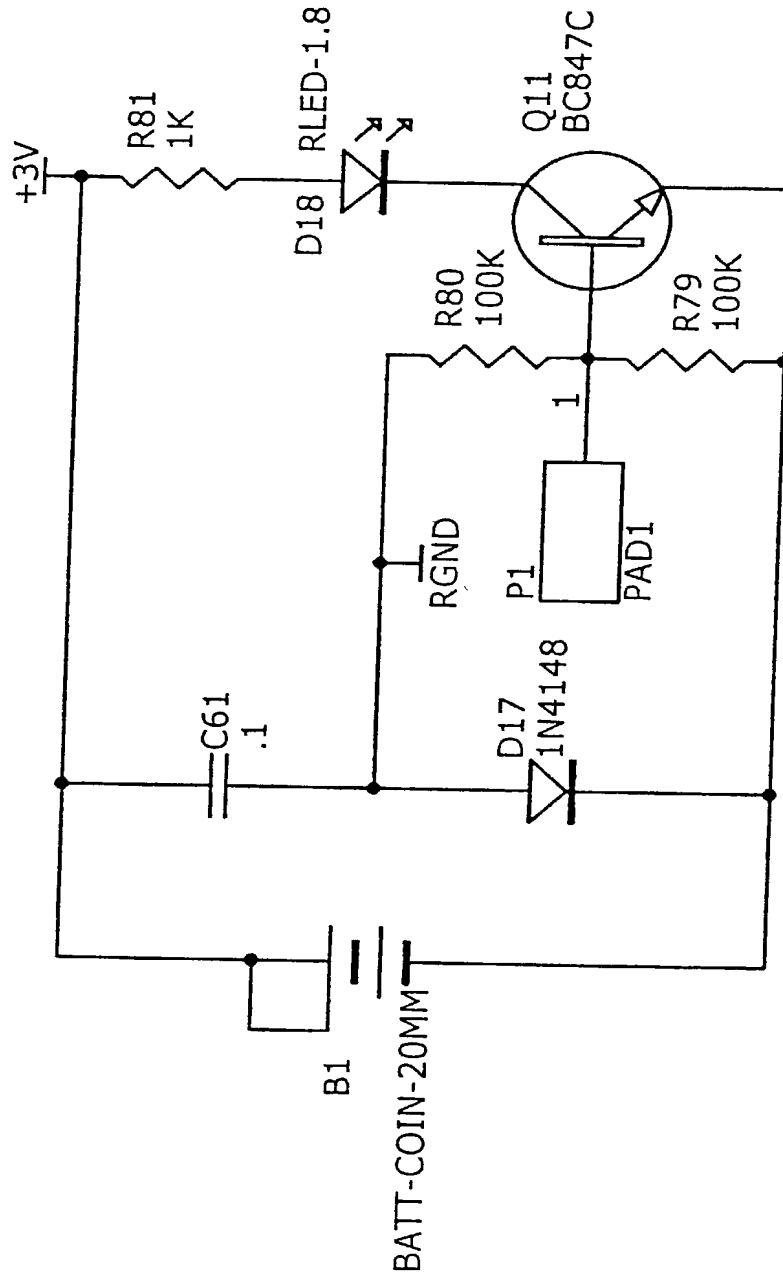 +3V
R81
1K
D18
RLED-1.8
Q11
BC847C
R80
100K
R79
100K
1
RGND
P1
PAD1
C61
.1
D17
1N4148
B1
BATT-COIN-20MM